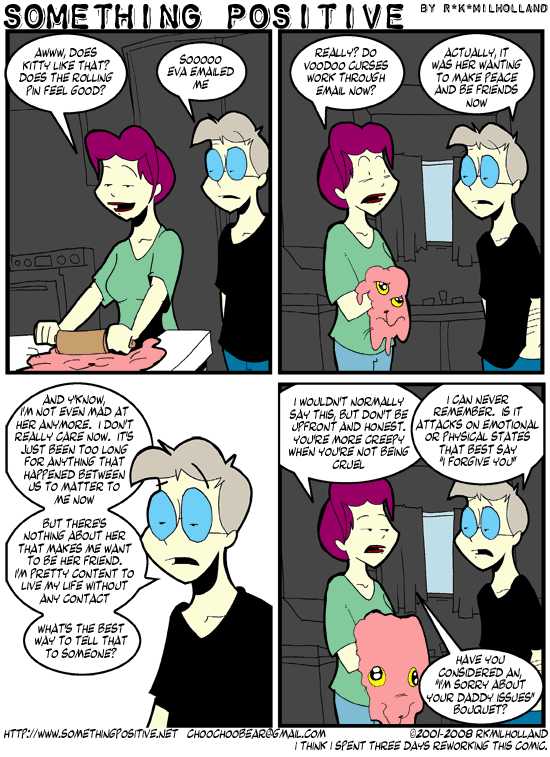 SOMETHING POSITIVE BY R*K*MILHOLLAND
AWWW, DOES
KITTY LIKE THAT?
DOES THE ROLLING
PIN FEEL GOOD?
SOOOOO
EVA EMAILED
ME
REALLY? DO
VOODOO CURSES
WORK THROUGH
EMAIL NOW?
ACTUALLY, IT
WAS HER WANTING
TO MAKE PEACE
AND BE FRIENDS
NOW
AND Y'KNOW,
I'M NOT EVEN MAD AT
HER ANYMORE. I DON'T
REALLY CARE NOW. IT'S
JUST BEEN TOO LONG
FOR ANYTHING THAT
HAPPENED BETWEEN
US TO MATTER TO
ME NOW
BUT THERE'S
NOTHING ABOUT HER
THAT MAKES ME WANT
TO BE HER FRIEND.
I'M PRETTY CONTENT TO
LIVE MY LIFE WITHOUT
ANY CONTACT
WHAT'S THE BEST
WAY TO TELL THAT
TO SOMEONE?
I WOULDN'T NORMALLY
SAY THIS, BUT DON'T BE
UPFRONT AND HONEST.
YOU'RE MORE CREEPY
WHEN YOU'RE NOT BEING
CRUEL
I CAN NEVER
REMEMBER. IS IT
ATTACKS ON EMOTIONAL
OR PHYSICAL STATES
THAT BEST SAY
"I FORGIVE YOU"
HAVE YOU
CONSIDERED AN,
"I'M SORRY ABOUT
YOUR DADDY ISSUES"
BOUQUET?
HTTP://WWW.SOMETHINGPOSITIVE.NET CHOOCHOOBEAR@GMAIL.COM ©2001-2008 RKMILHOLLAND
I THINK I SPENT THREE DAYS REWORKING THIS COMIC.